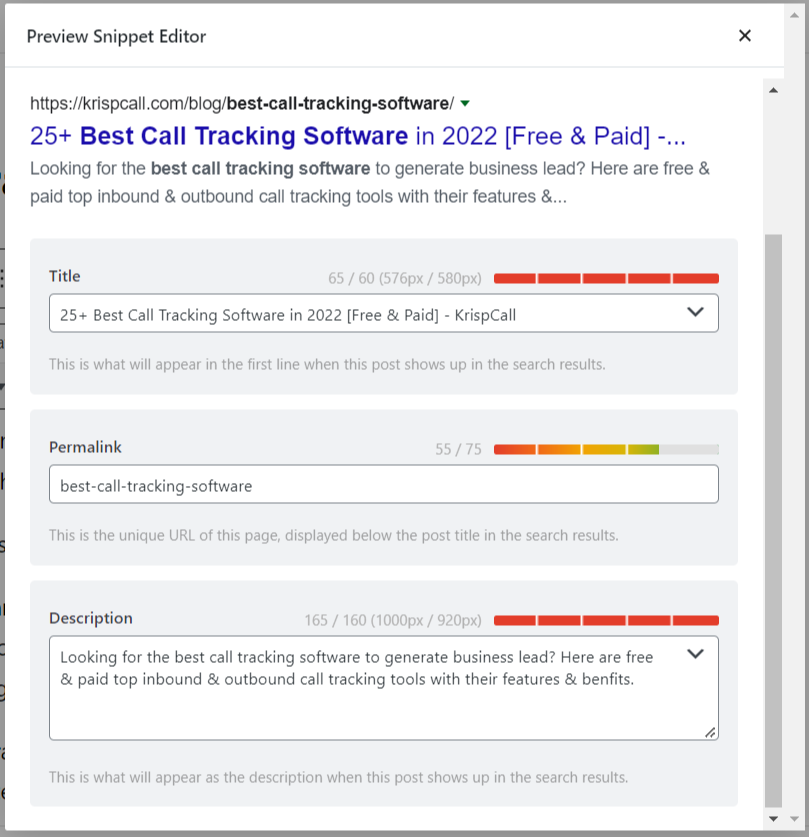 Preview Snippet Editor
https://krispcall.com/blog/best-call-tracking-software/
25+ Best Call Tracking Software in 2022 [Free & Paid] -...
Looking for the best call tracking software to generate business lead? Here are free &
paid top inbound & outbound call tracking tools with their features &...
Title
65 / 60 (576px / 580px)
25+ Best Call Tracking Software in 2022 [Free & Paid] - KrispCall
This is what will appear in the first line when this post shows up in the search results.
Permalink
55 / 75
best-call-tracking-software
This is the unique URL of this page, displayed below the post title in the search results.
Description
165 / 160 (1000px / 920px)
Looking for the best call tracking software to generate business lead? Here are free
& paid top inbound & outbound call tracking tools with their features & benfits.
This is what will appear as the description when this post shows up in the search results.